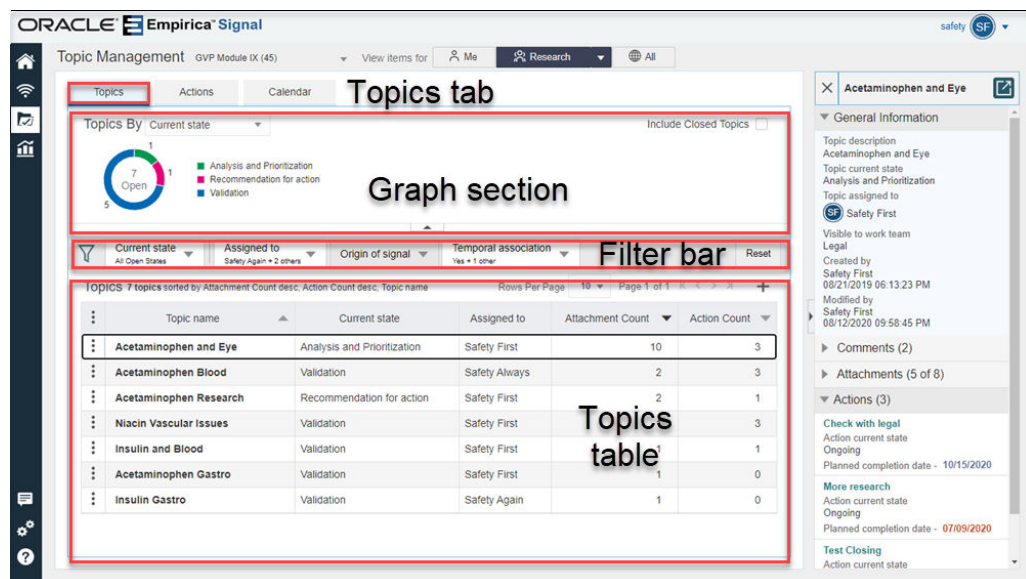 ORACLE Empirica Signal
safety SF
Topic Management GVP Module IX (45) View items for Me Research All
Topics Actions Calendar Topics tab
Topics By Current state Include Closed Topics
1
7
Open
1
5
Analysis and Prioritization
Recommendation for action
Validation
Graph section
Current state
All Open States
Assigned to
Safety Again + 2 others
Origin of signal
Temporal association
Yes + 1 other
Filter bar
Reset
Topics 7 topics sorted by Attachment Count desc, Action Count desc, Topic name Rows Per Page 10 Page 1 of 1
Topic name Current state Assigned to Attachment Count Action Count
Acetaminophen and Eye Analysis and Prioritization Safety First 10 3
Acetaminophen Blood Validation Safety Always 2 3
Acetaminophen Research Recommendation for action Safety First 2 1
Niacin Vascular Issues Validation Safety First 3
Insulin and Blood Validation Safety First 1 1
Acetaminophen Gastro Validation Safety First 1 0
Insulin Gastro Validation Safety Again 1 0
Topics
table
Acetaminophen and Eye
General Information
Topic description
Acetaminophen and Eye
Topic current state
Analysis and Prioritization
Topic assigned to
SF Safety First
Visible to work team
Legal
Created by
Safety First
08/21/2019 06:13:23 PM
Modified by
Safety First
08/12/2020 09:58:45 PM
Comments (2)
Attachments (5 of 8)
Actions (3)
Check with legal
Action current state
Ongoing
Planned completion date - 10/15/2020
More research
Action current state
Ongoing
Planned completion date - 07/09/2020
Test Closing
Action current state